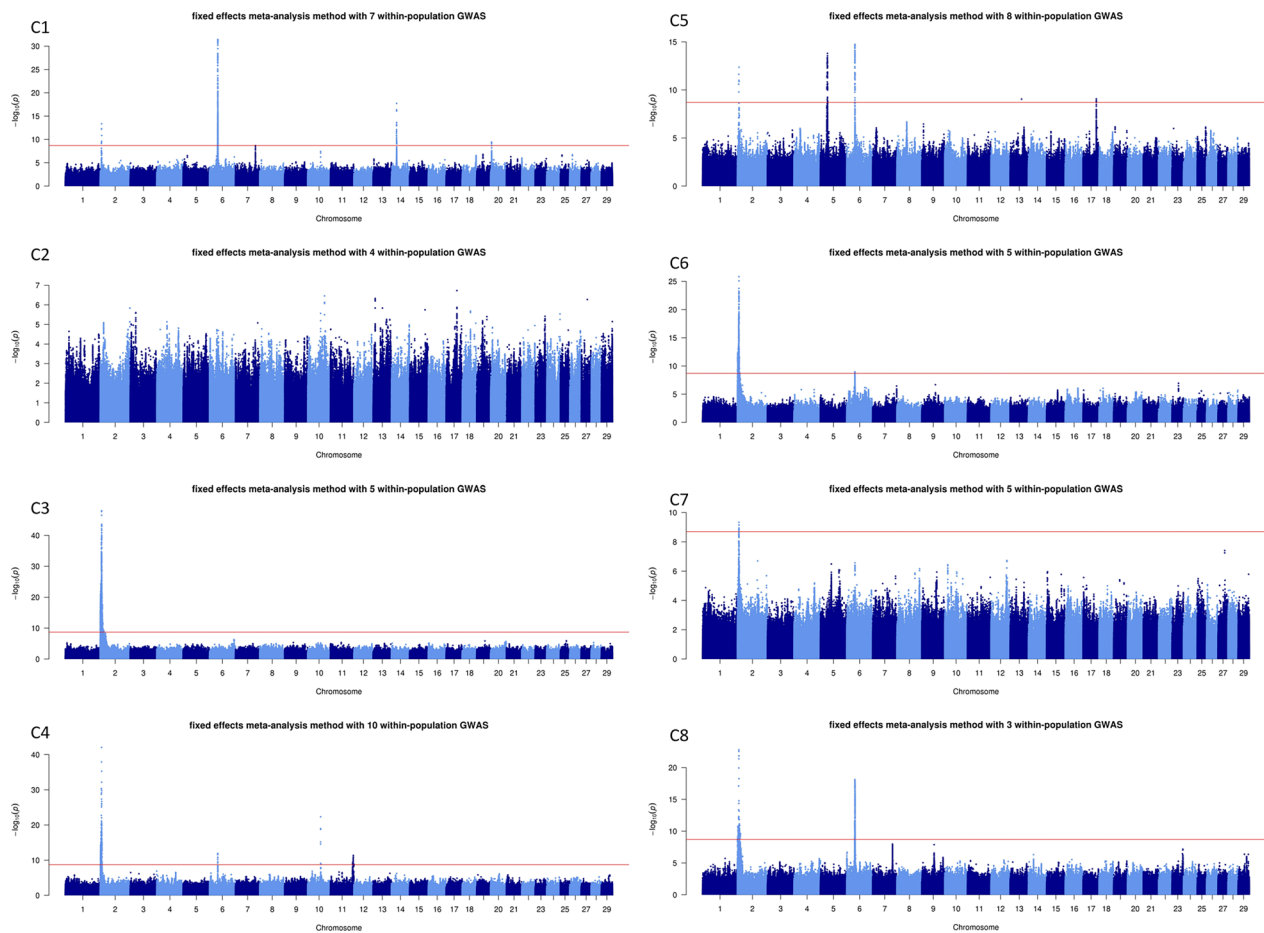 C1
fixed effects meta-analysis method with 7 within-population GWAS
30
25
20
15
10
5
0
−log10(p)
1 2 3 4 5 6 7 8 9 10 11 12 13 14 15 16 17 18 20 21 23 25 27 29
Chromosome
C5
fixed effects meta-analysis method with 8 within-population GWAS
15
10
5
0
−log10(p)
1 2 3 4 5 6 7 8 9 10 11 12 13 14 15 16 17 18 20 21 23 25 27 29
Chromosome
C2
fixed effects meta-analysis method with 4 within-population GWAS
7
6
5
4
3
2
1
0
−log10(p)
1 2 3 4 5 6 7 8 9 10 11 12 13 14 15 16 17 18 20 21 23 25 27 29
Chromosome
C6
fixed effects meta-analysis method with 5 within-population GWAS
25
20
15
10
5
0
−log10(p)
1 2 3 4 5 6 7 8 9 10 11 12 13 14 15 16 17 18 20 21 23 25 27 29
Chromosome
C3
fixed effects meta-analysis method with 5 within-population GWAS
40
30
20
10
0
−log10(p)
1 2 3 4 5 6 7 8 9 10 11 12 13 14 15 16 17 18 20 21 23 25 27 29
Chromosome
C7
fixed effects meta-analysis method with 5 within-population GWAS
10
8
6
4
2
0
−log10(p)
1 2 3 4 5 6 7 8 9 10 11 12 13 14 15 16 17 18 20 21 23 25 27 29
Chromosome
C4
fixed effects meta-analysis method with 10 within-population GWAS
40
30
20
10
0
−log10(p)
1 2 3 4 5 6 7 8 9 10 11 12 13 14 15 16 17 18 20 21 23 25 27 29
Chromosome
C8
fixed effects meta-analysis method with 3 within-population GWAS
20
15
10
5
0
−log10(p)
1 2 3 4 5 6 7 8 9 10 11 12 13 14 15 16 17 18 20 21 23 25 27 29
Chromosome